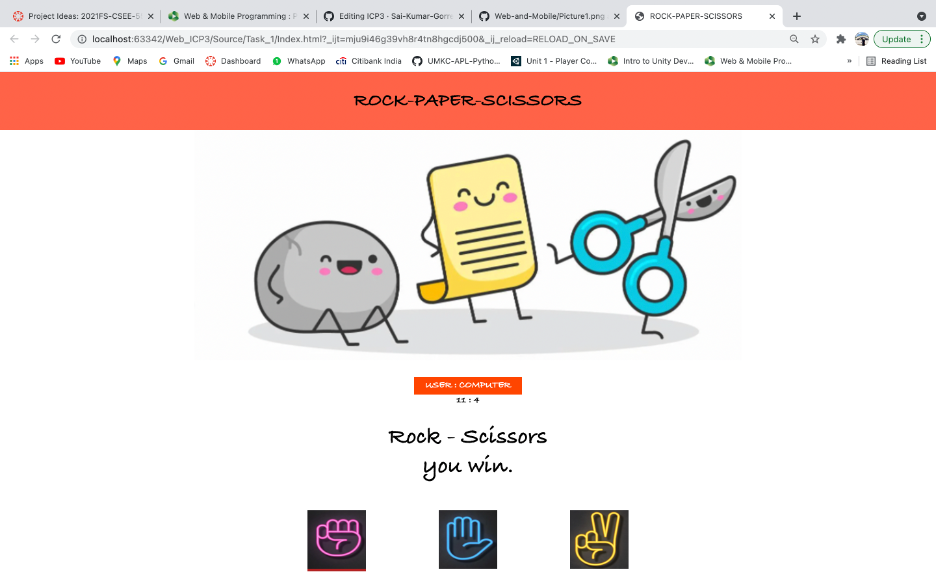 Project Ideas: 2021FS-CSEE-5
Web & Mobile Programming : F
Editing ICP3 · Sai-Kumar-Gorn
Web-and-Mobile/Picture1.png
ROCK-PAPER-SCISSORS
localhost:63342/Web_ICP3/Source/Task_1/Index.html?_ijt=mju9i46g39vh8r4tn8hgcdj500&_ij_reload=RELOAD_ON_SAVE
Update
Apps
YouTube
Maps
Gmail
Dashboard
WhatsApp
Citibank India
UMKC-APL-Pytho...
Unit 1 - Player Co...
Intro to Unity Dev...
Web & Mobile Pro...
»
Reading List
ROCK-PAPER-SCISSORS
USER : COMPUTER
11 : 4
Rock - Scissors
you win.